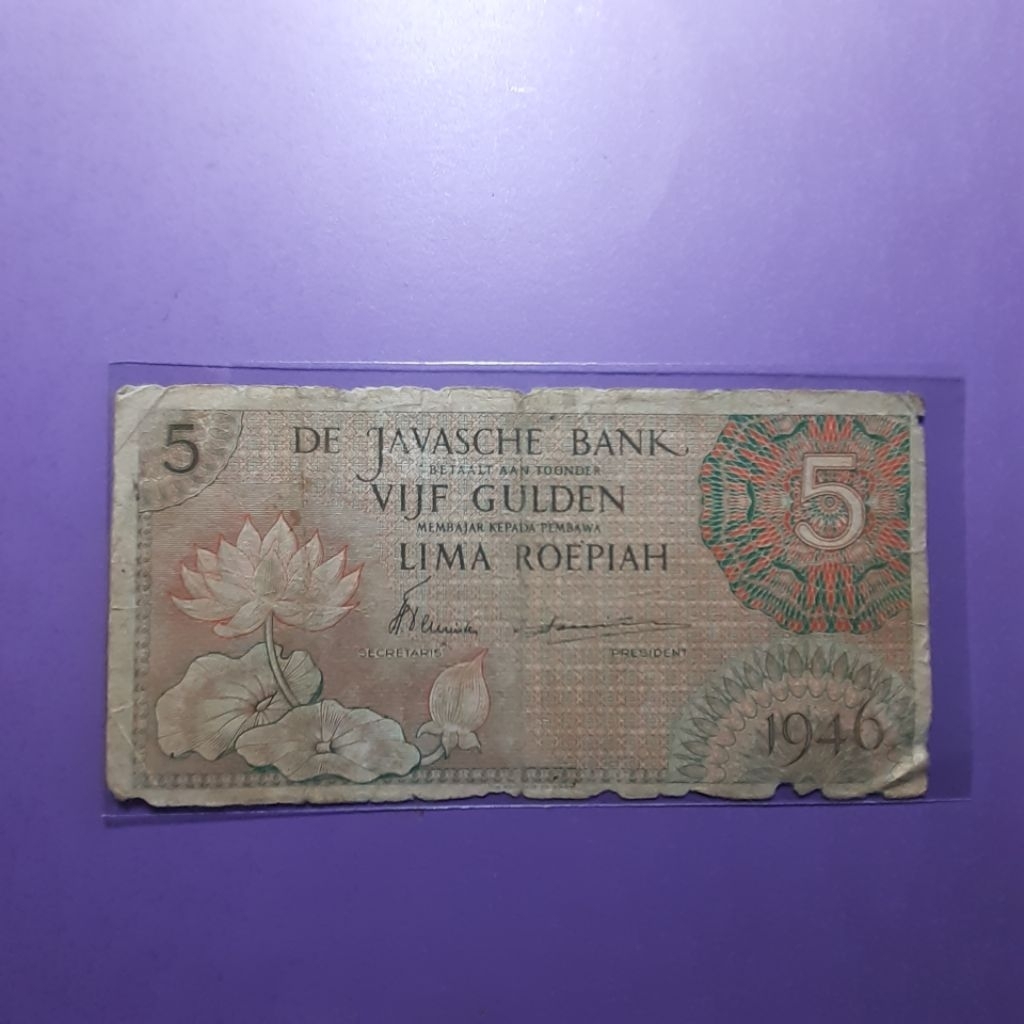 5
DE JAVASCHE BANK
BETAALT AAN TOONDER
VIJF GULDEN
MEMBAJAR KEPADA PEMBAWA
LIMA ROEPIAH
5
SECRETARIS PRESIDENT
1946